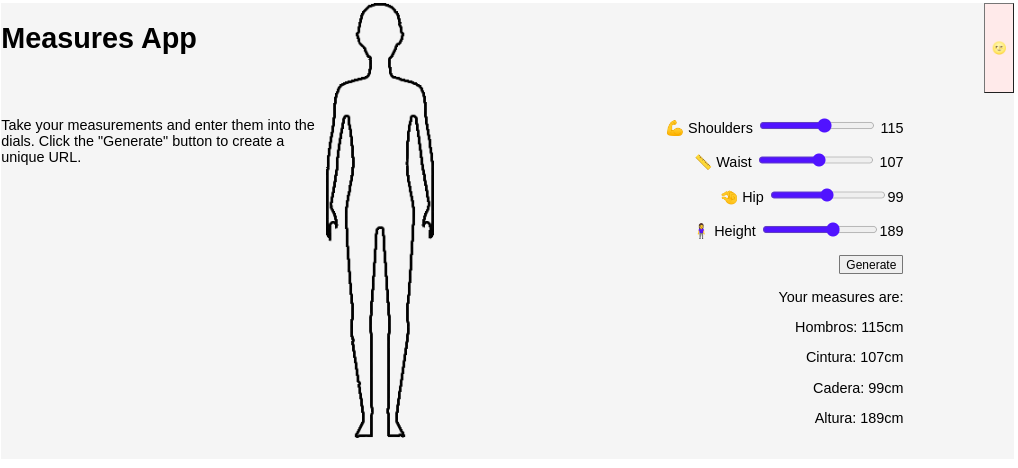 Measures App
Take your measurements and enter them into the
dials. Click the "Generate" button to create a
unique URL.
💪 Shoulders 115
📏 Waist 107
🤏 Hip 99
🧍‍♀️ Height 189
Generate
Your measures are:
Hombros: 115cm
Cintura: 107cm
Cadera: 99cm
Altura: 189cm